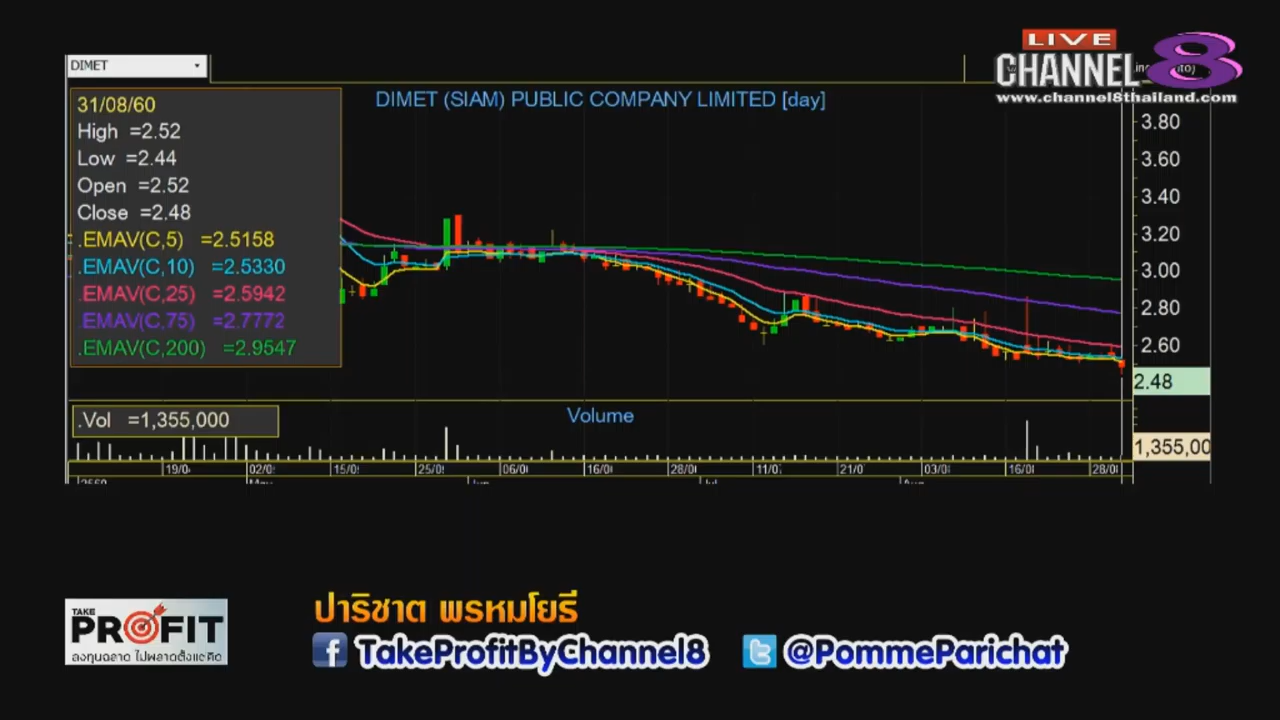 LIVE
CHANNEL 8
www.channel8thailand.com
DIMET
DIMET (SIAM) PUBLIC COMPANY LIMITED [day]
31/08/60
High =2.52
Low =2.44
Open =2.52
Close =2.48
.EMAV(C,5) =2.5158
.EMAV(C,10) =2.5330
.EMAV(C,25) =2.5942
.EMAV(C,75) =2.7772
.EMAV(C,200) =2.9547
3.80
3.60
3.40
3.20
3.00
2.80
2.60
2.48
.Vol =1,355,000
Volume
1,355,00
19/0 02/0 15/0 25/0 06/0 16/0 28/0 11/0 21/0 03/0 16/0 28/0
TAKE
PROFIT
ลงทุนฉลาด ไม่พลาดตั้งแต่คิด
ปาริชาต พรหมโยธี
TakeProfitByChannel8
@PommeParichat